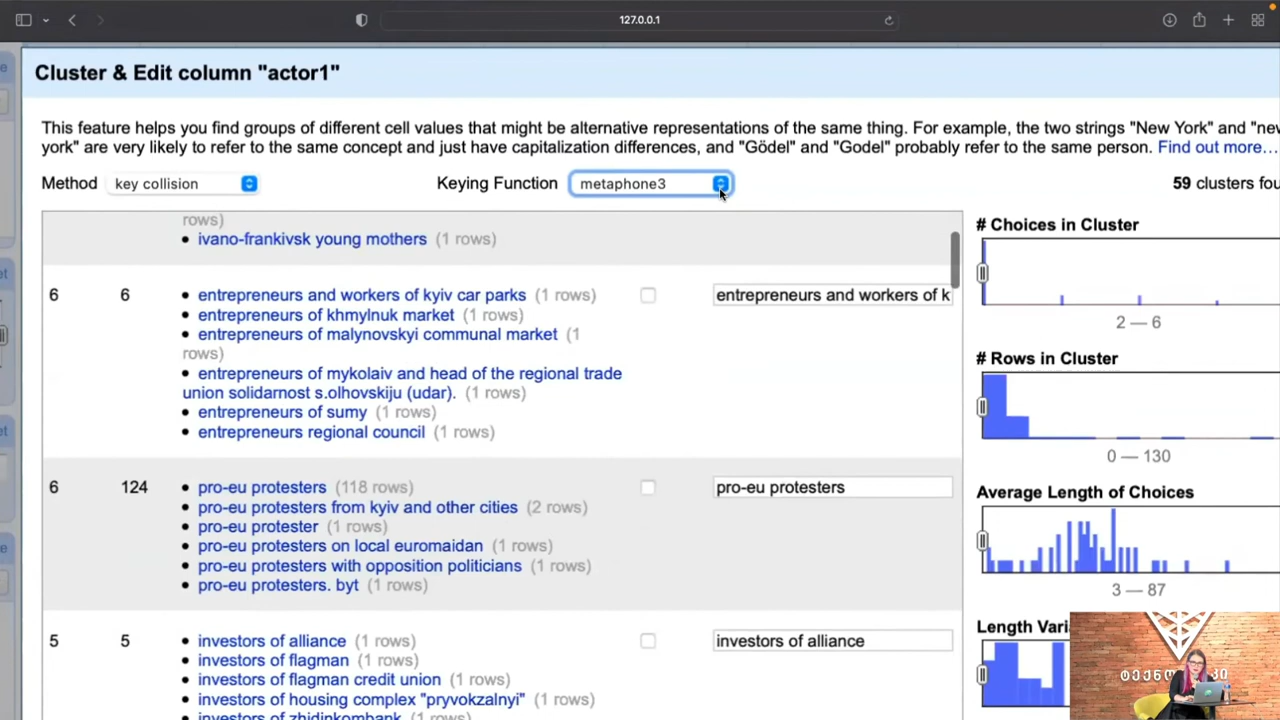 127.0.0.1
Cluster & Edit column "actor1"
This feature helps you find groups of different cell values that might be alternative representations of the same thing. For example, the two strings "New York" and "new
york" are very likely to refer to the same concept and just have capitalization differences, and "Gödel" and "Godel" probably refer to the same person. Find out more…
Method key collision Keying Function metaphone3 59 clusters fou
rows)
• ivano-frankivsk young mothers (1 rows)
6 6 • entrepreneurs and workers of kyiv car parks (1 rows) entrepreneurs and workers of k
• entrepreneurs of khmylnuk market (1 rows)
• entrepreneurs of malynovskyi communal market (1
rows)
• entrepreneurs of mykolaiv and head of the regional trade
union solidarnost s.olhovskiju (udar). (1 rows)
• entrepreneurs of sumy (1 rows)
• entrepreneurs regional council (1 rows)
6 124 • pro-eu protesters (118 rows) pro-eu protesters
• pro-eu protesters from kyiv and other cities (2 rows)
• pro-eu protester (1 rows)
• pro-eu protesters on local euromaidan (1 rows)
• pro-eu protesters with opposition politicians (1 rows)
• pro-eu protesters. byt (1 rows)
5 5 • investors of alliance (1 rows) investors of alliance
• investors of flagman (1 rows)
• investors of flagman credit union (1 rows)
• investors of housing complex "pryvokzalnyi" (1 rows)
• investors of zhidinkombank (1 rows)
# Choices in Cluster
2 — 6
# Rows in Cluster
0 — 130
Average Length of Choices
3 — 87
Length Vari